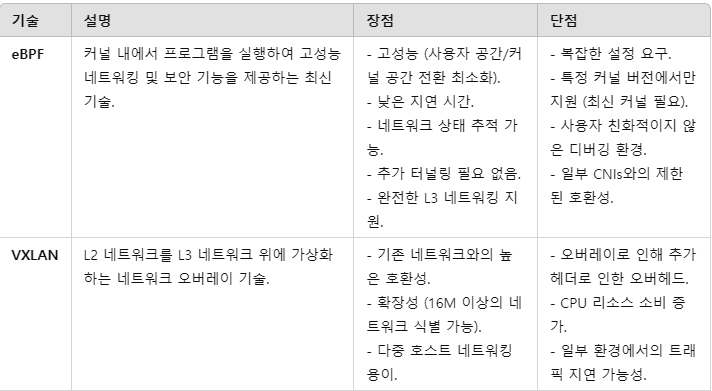 기술 설명 장점 단점
eBPF
커널 내에서 프로그램을 실행하여 고성능
네트워킹 및 보안 기능을 제공하는 최신
기술.
- 고성능 (사용자 공간/커
널 공간 전환 최소화).
- 낮은 지연 시간.
- 네트워크 상태 추적 가
능.
- 추가 터널링 필요 없음.
- 완전한 L3 네트워킹 지
원.
- 복잡한 설정 요구.
- 특정 커널 버전에서만
지원 (최신 커널 필요).
- 사용자 친화적이지 않
은 디버깅 환경.
- 일부 CNIs와의 제한
된 호환성.
VXLAN
L2 네트워크를 L3 네트워크 위에 가상화
하는 네트워크 오버레이 기술.
- 기존 네트워크와의 높
은 호환성.
- 확장성 (16M 이상의 네
트워크 식별 가능).
- 다중 호스트 네트워킹
용이.
- 오버레이로 인해 추가
헤더로 인한 오버헤드.
- CPU 리소스 소비 증
가.
- 일부 환경에서의 트래
픽 지연 가능성.